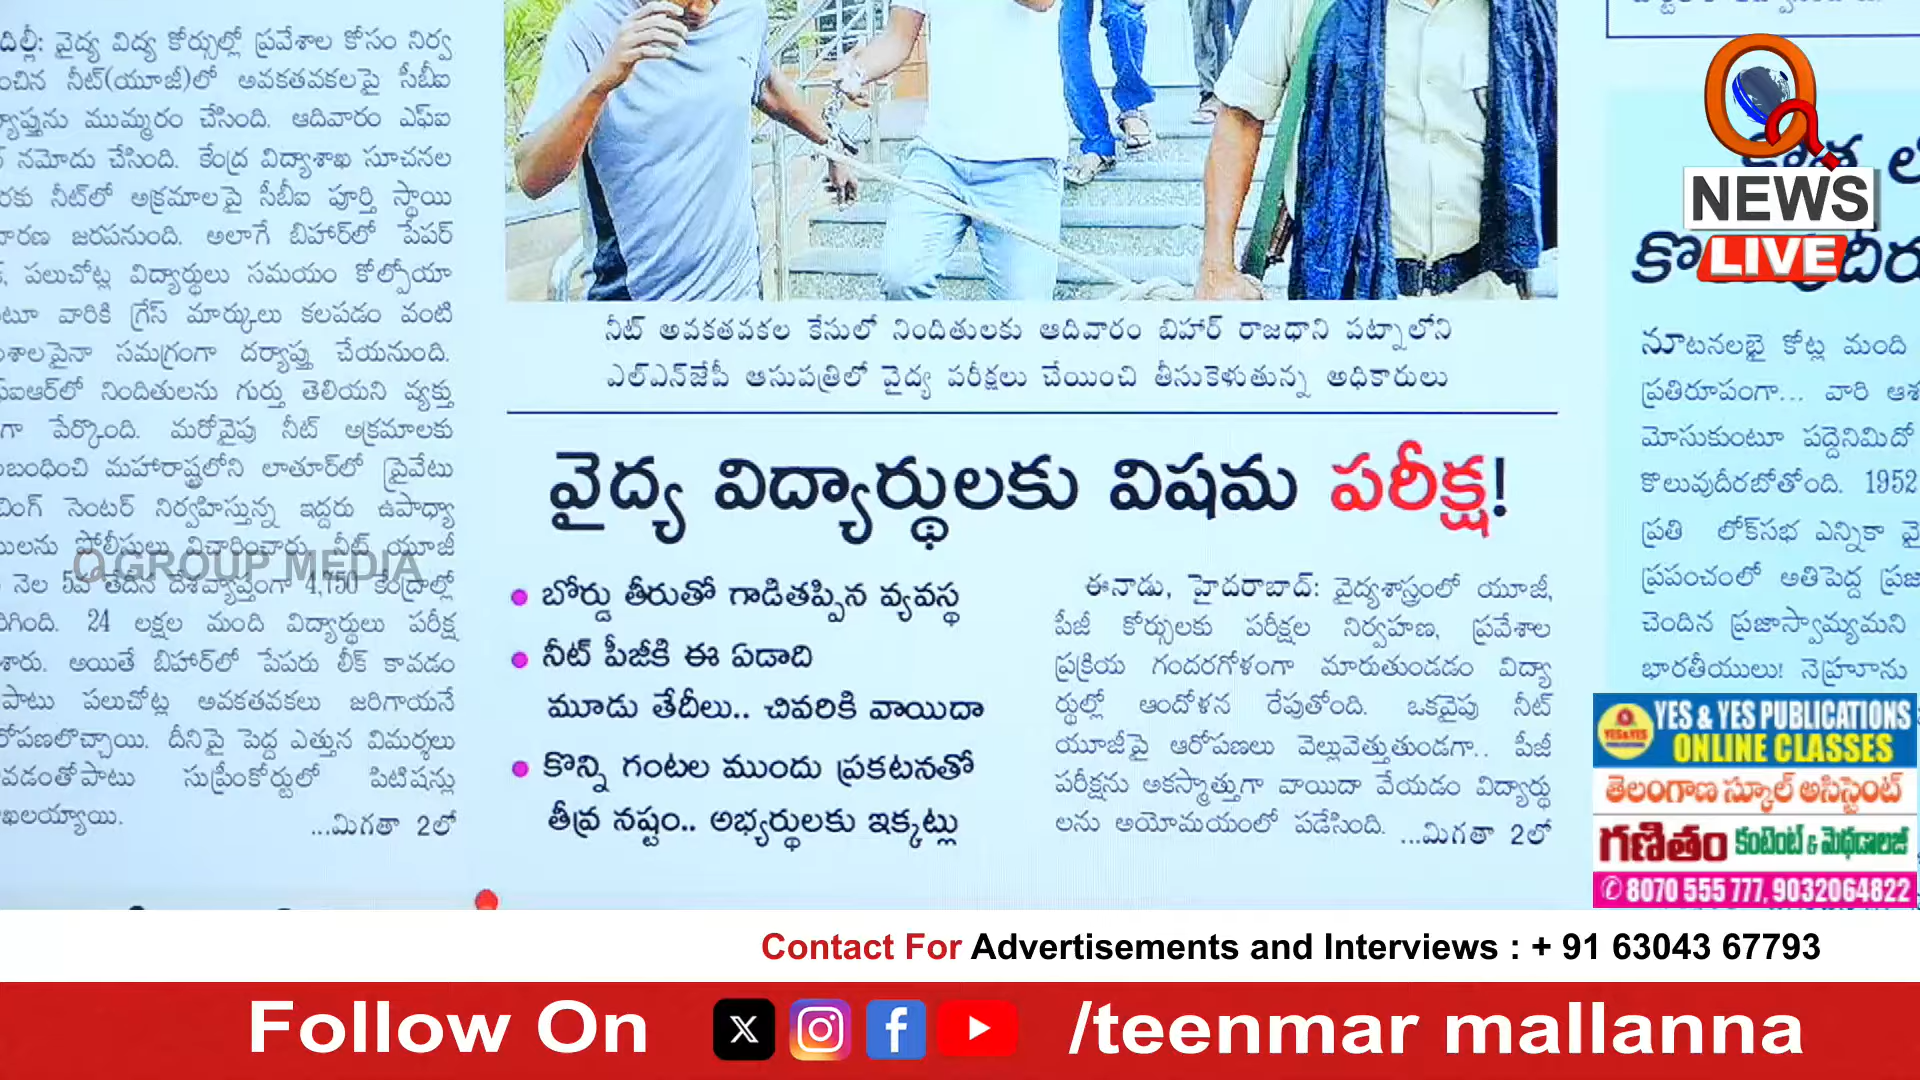 దిల్లీ: వైద్య విద్య కోర్సుల్లో ప్రవేశాల కోసం నిర్వ
చిన నీట్(యూజీ)లో అవకతవకలపై సీబీఐ
ముమ్మరం చేసింది. ఆదివారం ఎఫ్ఐ
నమోదు చేసింది. కేంద్ర విద్యాశాఖ సూచనల
నీట్‌లో అక్రమాలపై సీబీఐ పూర్తి స్థాయి
జరపనుంది. అలాగే బిహార్‌లో పేపర్
పలుచోట్ల విద్యార్థులు సమయం కోల్పోయా
వారికి గ్రేస్ మార్కులు కలపడం వంటి
సమగ్రంగా దర్యాప్తు చేయనుంది.
నిందితులను గుర్తు తెలియని వ్యక్తు
పేర్కొంది. మరోవైపు నీట్ అక్రమాలకు
మహారాష్ట్రలోని లాతూర్‌లో ప్రైవేటు
సెంటర్ నిర్వహిస్తున్న ఇద్దరు ఉపాధ్యా
పోలీసులు విచారించారు. నీట్ యూజీ
నెల 5వ తేదీన దేశవ్యాప్తంగా 4,750 కేంద్రాల్లో
24 లక్షల మంది విద్యార్థులు పరీక్ష
అయితే బిహార్‌లో పేపరు లీక్ కావడం
పలుచోట్ల అవకతవకలు జరిగాయనే
దీనిపై పెద్ద ఎత్తున విమర్శలు
సుప్రీంకోర్టులో పిటిషన్లు
...మిగతా 2లో
Q GROUP MEDIA
నీట్ అవకతవకల కేసులో నిందితులకు ఆదివారం బిహార్ రాజధాని పట్నాలోని
ఎల్ఎన్‌జేపీ ఆసుపత్రిలో వైద్య పరీక్షలు చేయించి తీసుకెళుతున్న అధికారులు
వైద్య విద్యార్థులకు విషమ పరీక్ష!
• బోర్డు తీరుతో గాడితప్పిన వ్యవస్థ
• నీట్ పీజీకి ఈ ఏడాది
మూడు తేదీలు.. చివరికి వాయిదా
• కొన్ని గంటల ముందు ప్రకటనతో
తీవ్ర నష్టం.. అభ్యర్థులకు ఇక్కట్లు
ఈనాడు, హైదరాబాద్: వైద్యశాస్త్రంలో యూజీ,
పీజీ కోర్సులకు పరీక్షల నిర్వహణ, ప్రవేశాల
ప్రక్రియ గందరగోళంగా మారుతుండడం విద్యా
ర్థుల్లో ఆందోళన రేపుతోంది. ఒకవైపు నీట్
యూజీపై ఆరోపణలు వెల్లువెత్తుతుండగా.. పీజీ
పరీక్షను అకస్మాత్తుగా వాయిదా వేయడం విద్యార్థు
లను అయోమయంలో పడేసింది. ...మిగతా 2లో
Q
NEWS
LIVE
నూటనలభై కోట్ల మంది
ప్రతిరూపంగా... వారి
మోసుకుంటూ పద్దెనిమిదో
కొలువుదీరబోతోంది. 1952
ప్రతి లోక్‌సభ ఎన్నికా
ప్రపంచంలో అతిపెద్ద
చెందిన ప్రజాస్వామ్యమని
భారతీయులు! నెహ్రూను
YES & YES PUBLICATIONS
ONLINE CLASSES
తెలంగాణ స్కూల్ అసిస్టెంట్
గణితం కంటెంట్ & మెథడాలజీ
8070 555 777, 9032064822
Contact For Advertisements and Interviews : + 91 63043 67793
Follow On /teenmar mallanna